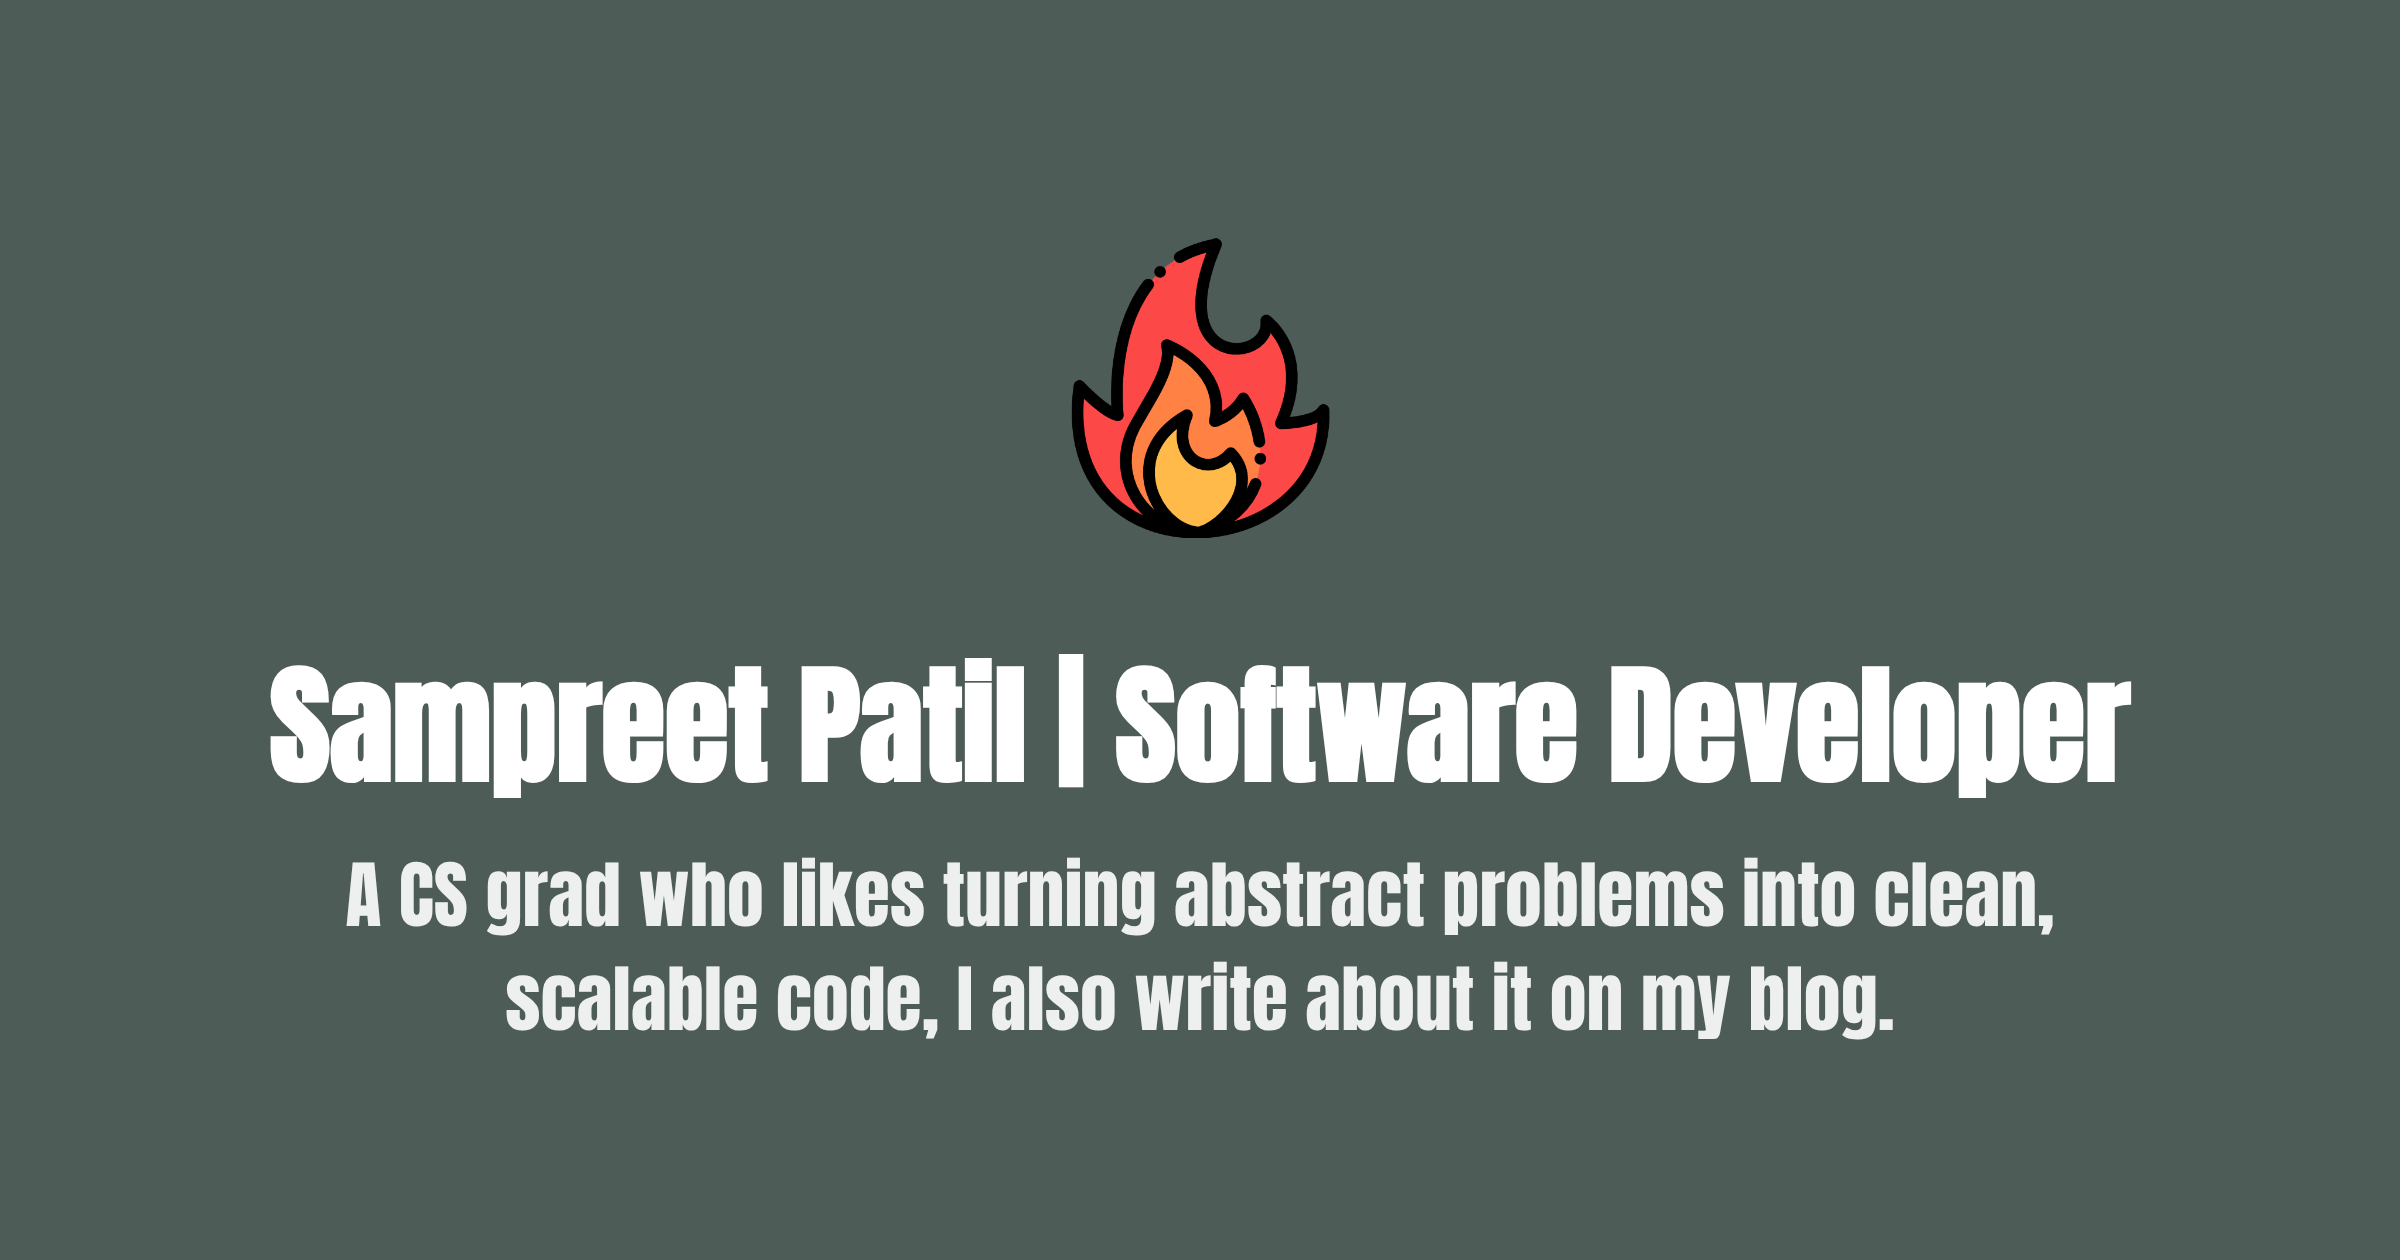 Sampreet Patil | Software Developer
A CS grad who likes turning abstract problems into clean,
scalable code, I also write about it on my blog.